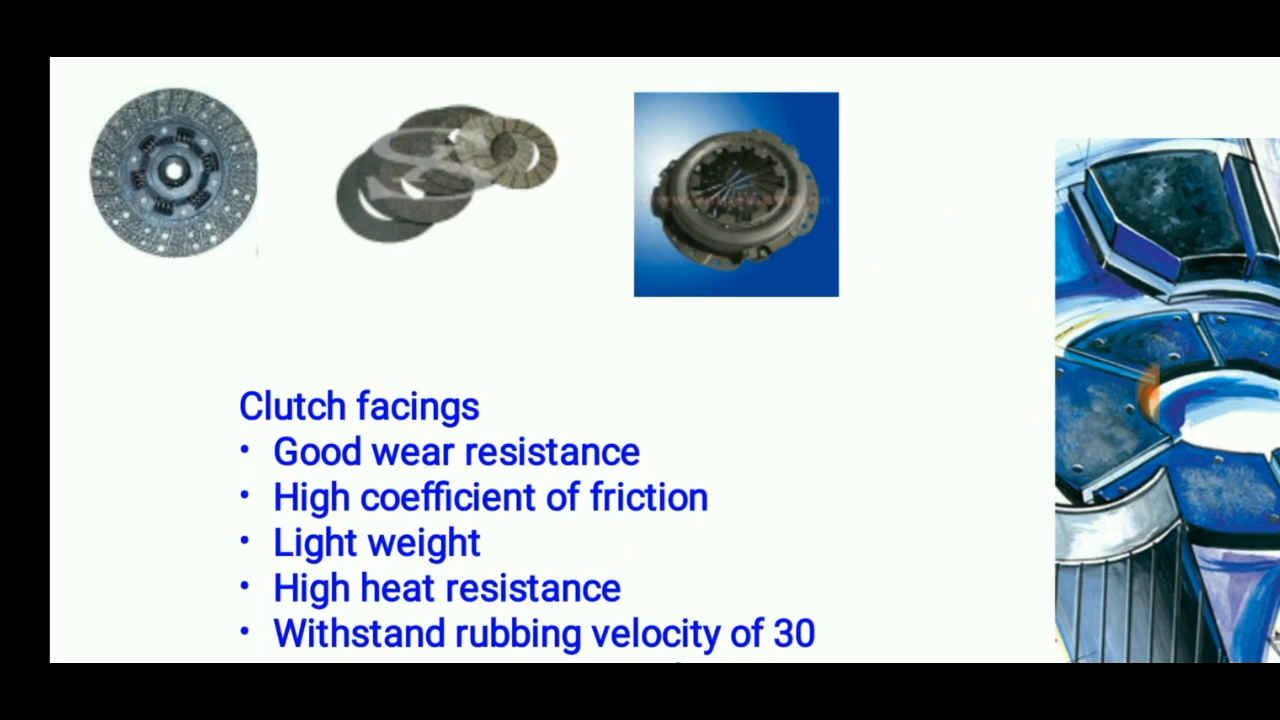 Clutch facings
• Good wear resistance
• High coefficient of friction
• Light weight
• High heat resistance
• Withstand rubbing velocity of 30